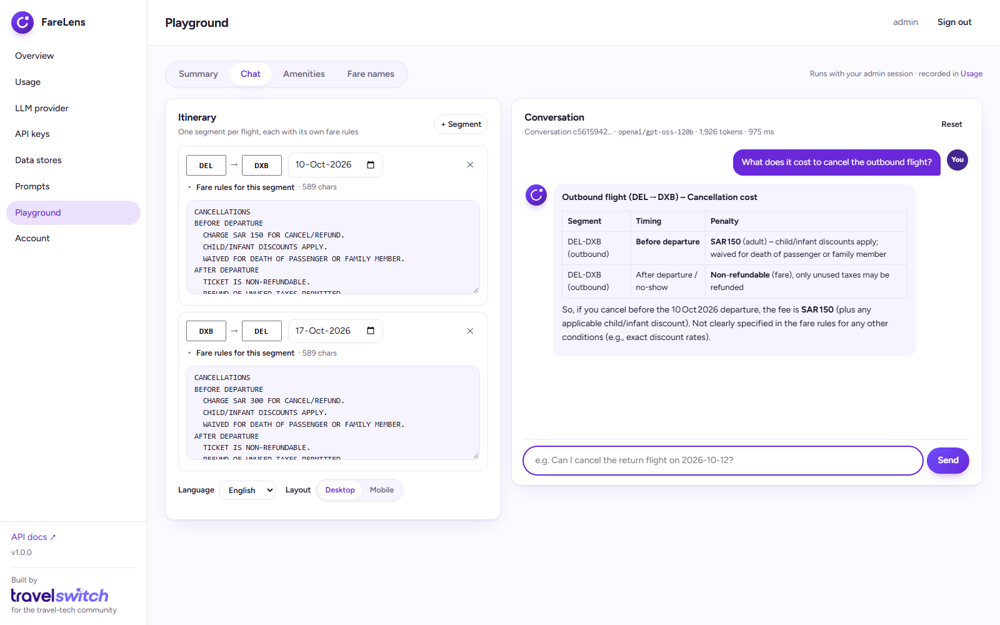 FareLens
Overview
Usage
LLM provider
API keys
Data stores
Prompts
Playground
Account
API docs ↗
v1.0.0
Built by
travelswitch
for the travel-tech community
Playground
admin
Sign out
Summary
Chat
Amenities
Fare names
Runs with your admin session · recorded in Usage
Itinerary
One segment per flight, each with its own fare rules
+ Segment
DEL → DXB 10-Oct-2026
Fare rules for this segment · 589 chars
CANCELLATIONS
BEFORE DEPARTURE
CHARGE SAR 150 FOR CANCEL/REFUND.
CHILD/INFANT DISCOUNTS APPLY.
WAIVED FOR DEATH OF PASSENGER OR FAMILY MEMBER.
AFTER DEPARTURE
TICKET IS NON-REFUNDABLE.
REFUND OF UNUSED TAXES PERMITTED
DXB → DEL 17-Oct-2026
Fare rules for this segment · 589 chars
CANCELLATIONS
BEFORE DEPARTURE
CHARGE SAR 300 FOR CANCEL/REFUND.
CHILD/INFANT DISCOUNTS APPLY.
WAIVED FOR DEATH OF PASSENGER OR FAMILY MEMBER.
AFTER DEPARTURE
TICKET IS NON-REFUNDABLE.
REFUND OF UNUSED TAXES PERMITTED
Language English Layout Desktop Mobile
Conversation
Conversation c5615942… · openai/gpt-oss-120b · 1,926 tokens · 975 ms
Reset
What does it cost to cancel the outbound flight?
You
Outbound flight (DEL → DXB) – Cancellation cost
Segment Timing Penalty
DEL-DXB Before departure SAR 150 (adult) – child/infant discounts apply;
(outbound) waived for death of passenger or family member
DEL-DXB After departure / Non-refundable (fare), only unused taxes may be
(outbound) no-show refunded
So, if you cancel before the 10 Oct 2026 departure, the fee is SAR 150 (plus any
applicable child/infant discount). Not clearly specified in the fare rules for any other
conditions (e.g., exact discount rates).
e.g. Can I cancel the return flight on 2026-10-12?
Send